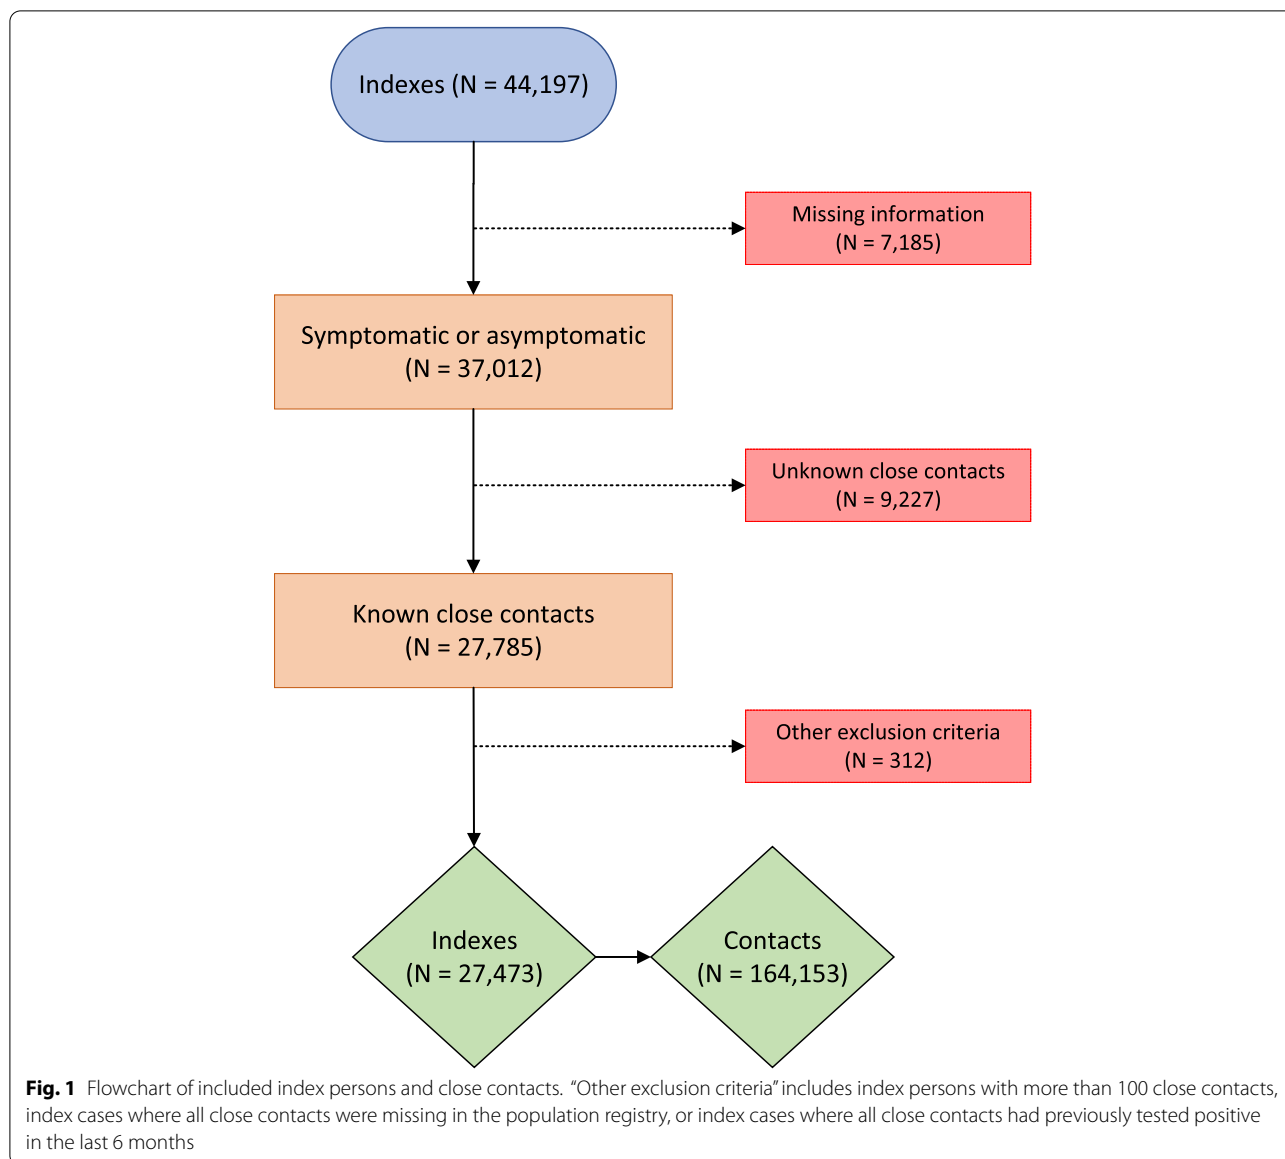 Indexes (N = 44,197)
Missing information
(N = 7,185)
Symptomatic or asymptomatic
(N = 37,012)
Unknown close contacts
(N = 9,227)
Known close contacts
(N = 27,785)
Other exclusion criteria
(N = 312)
Indexes
(N = 27,473)
Contacts
(N = 164,153)
Fig. 1 Flowchart of included index persons and close contacts. “Other exclusion criteria” includes index persons with more than 100 close contacts,
index cases where all close contacts were missing in the population registry, or index cases where all close contacts had previously tested positive
in the last 6 months